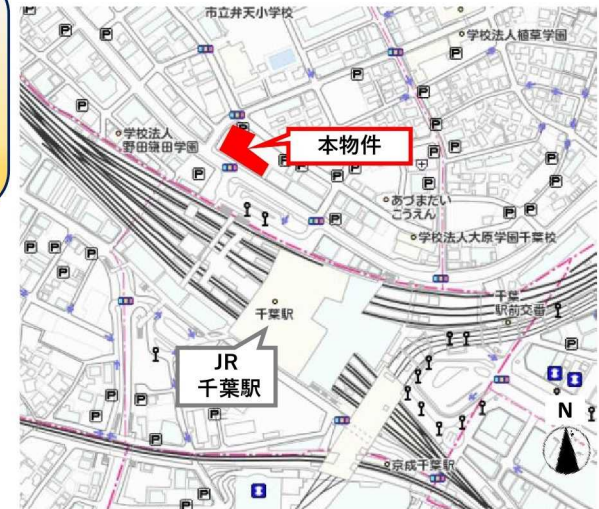 市立弁天小学校
学校法人植草学園
学校法人
野田鎌田学園
本物件
あづまだい
こうえん
学校法人大原学園千葉校
千葉駅
千葉
駅前交番
JR
千葉駅
N
京成千葉駅
P